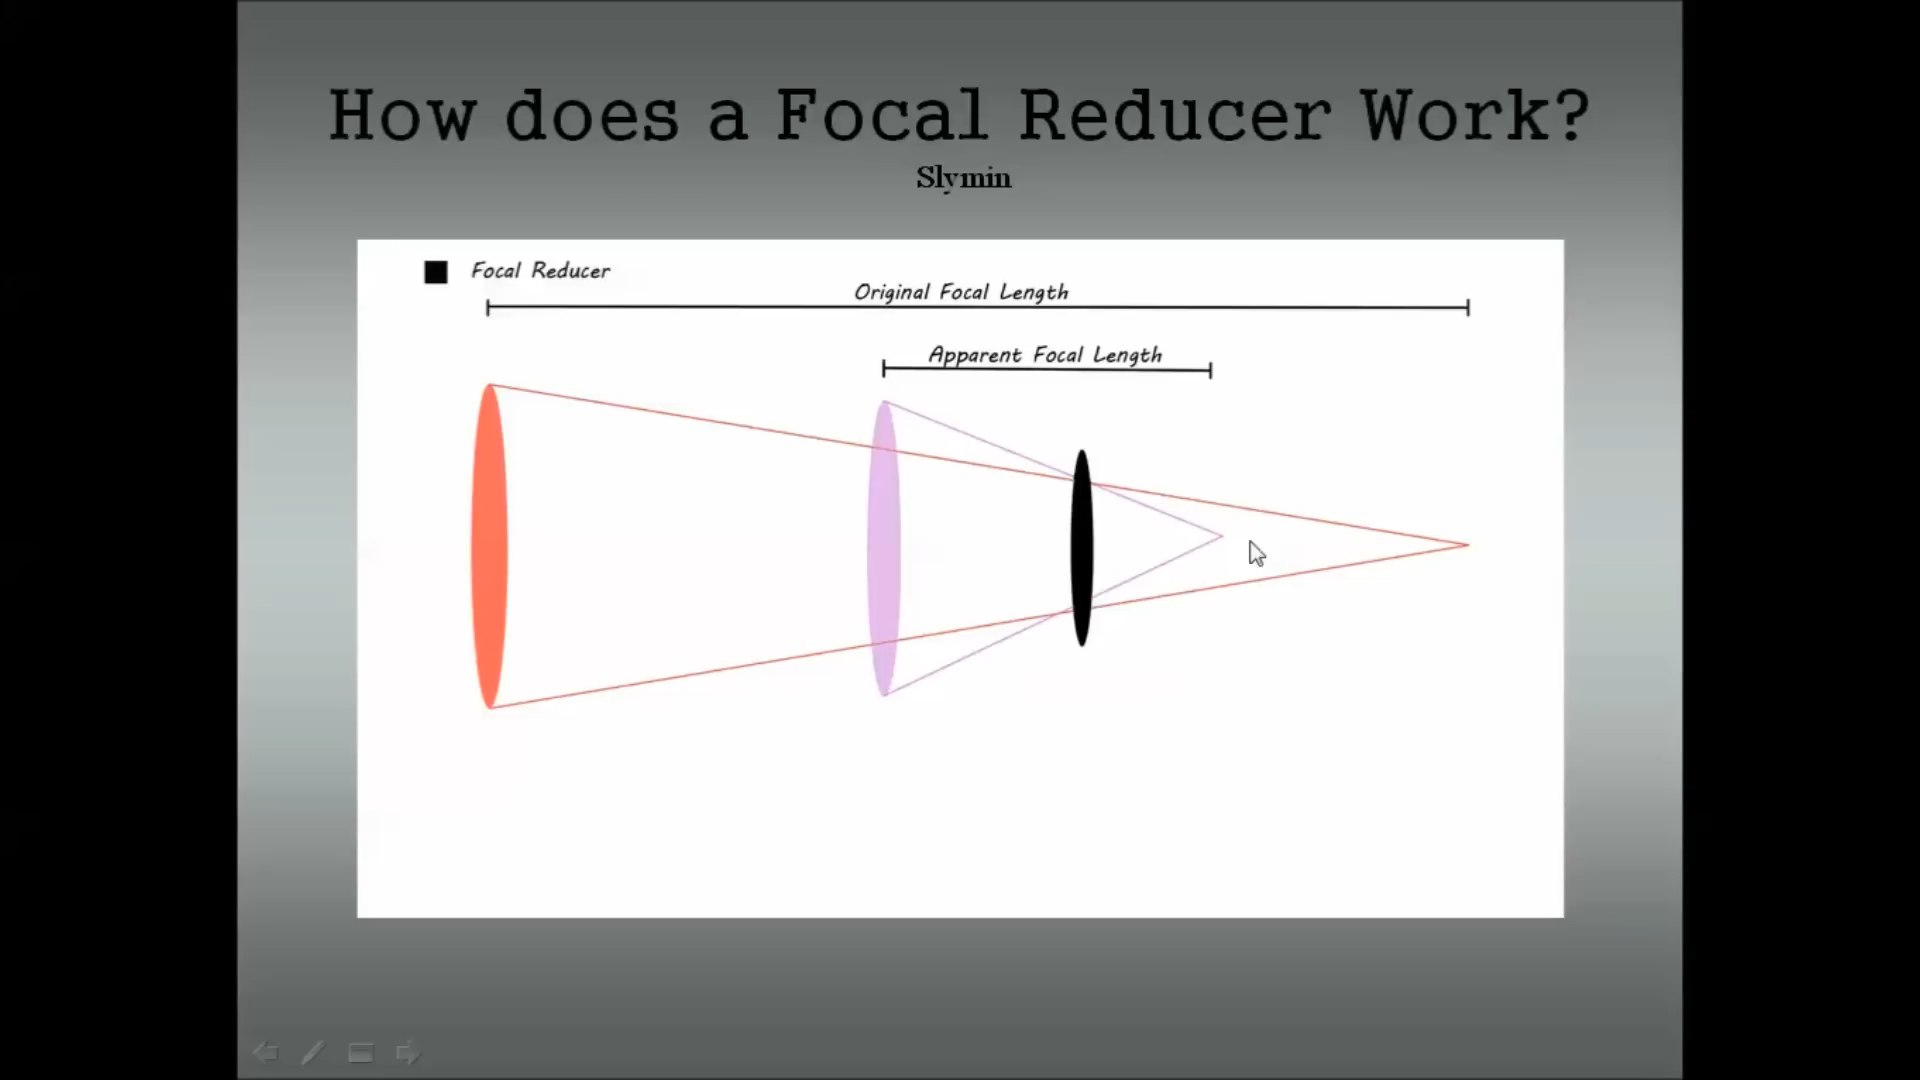 How does a Focal Reducer Work?
Slymin
Focal Reducer
Original Focal Length
Apparent Focal Length